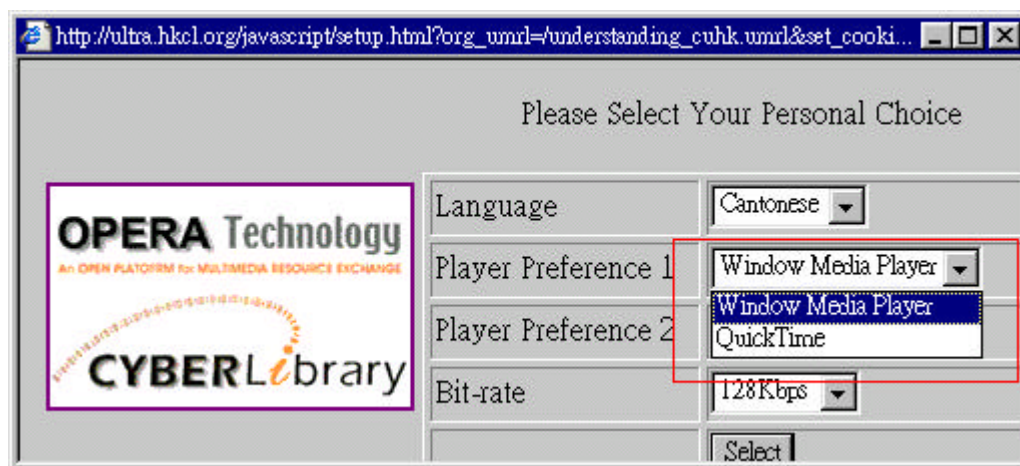 http://ultra.hkcl.org/javascript/setup.html?org_umrl=/understanding_cuhk.umrl&set_cooki...
Please Select Your Personal Choice
OPERA Technology
An OPEN PLATFORM for MULTIMEDIA RESOURCE EXCHANGE
CYBERLibrary
Language Cantonese
Player Preference 1 Window Media Player
Window Media Player
Player Preference 2 QuickTime
Bit-rate 128Kbps
Select